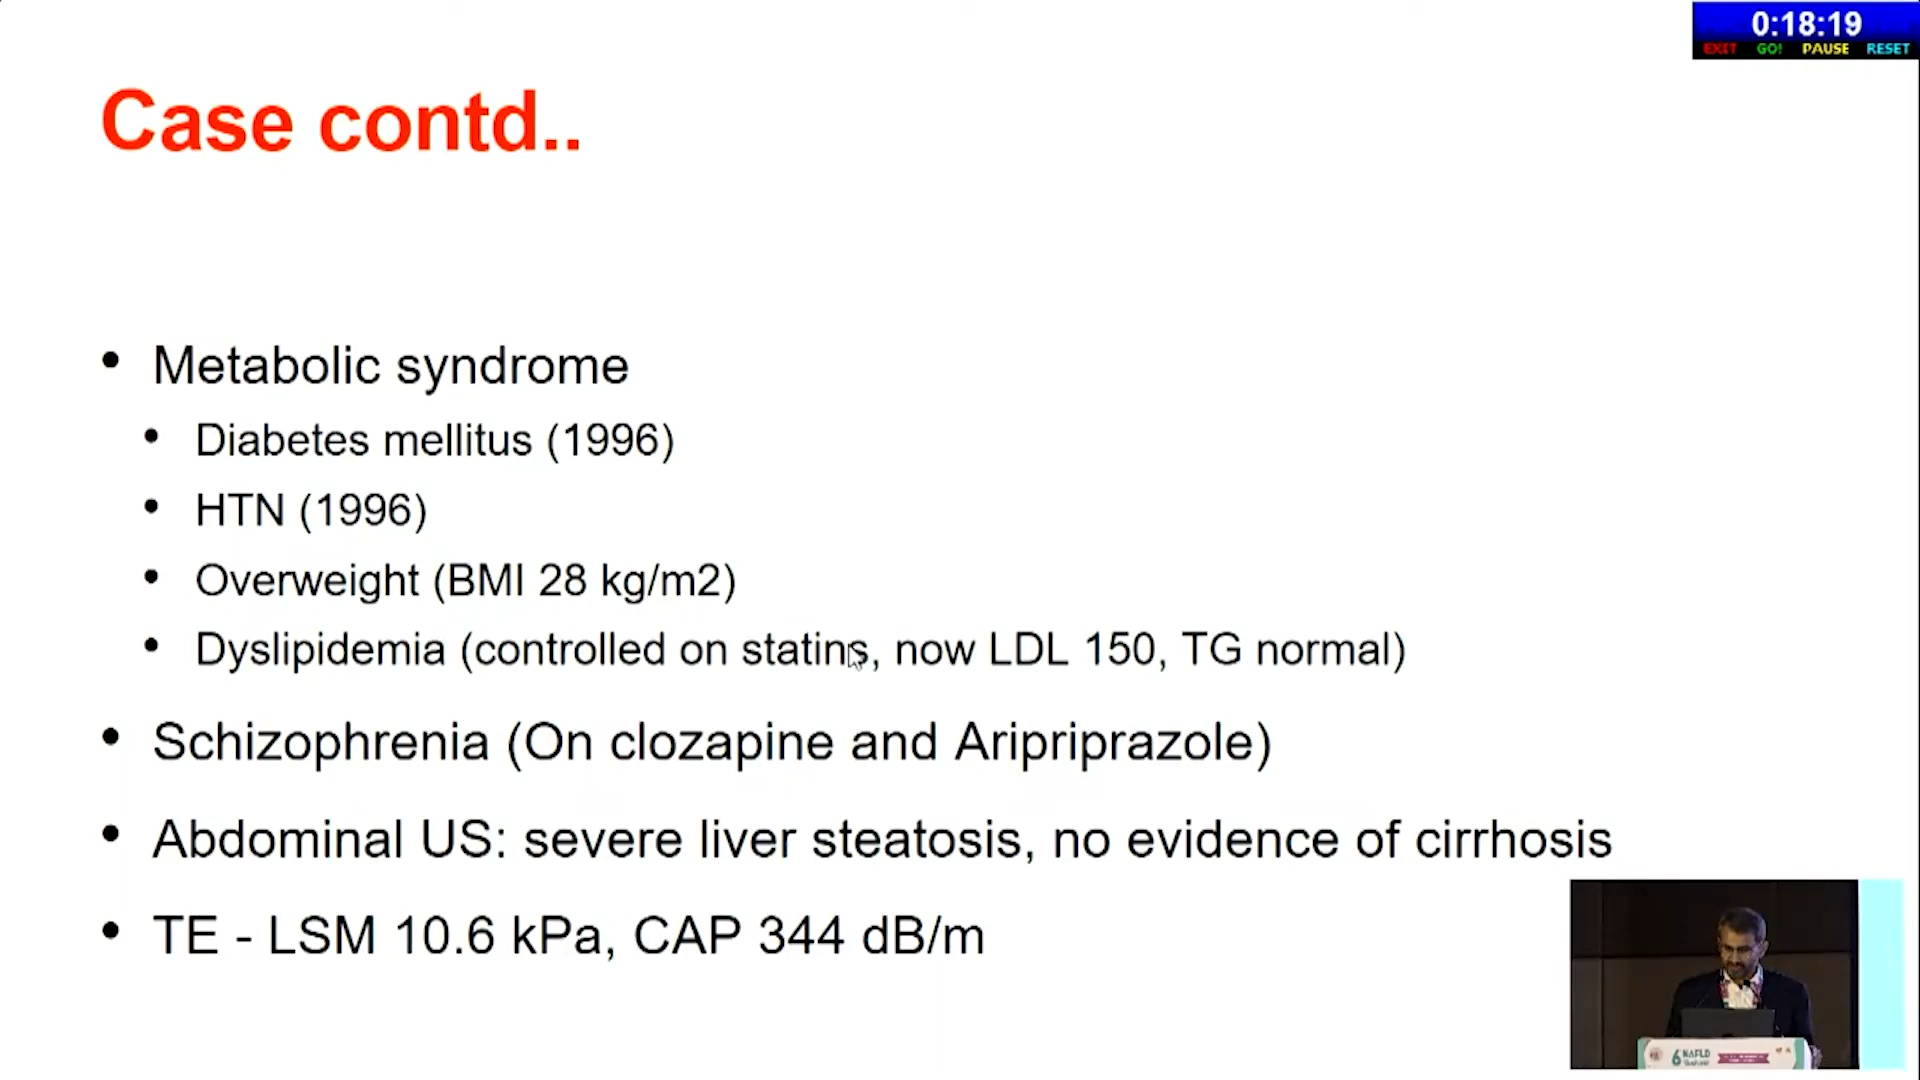 0:18:19
EXIT GO! PAUSE RESET
Case contd..
• Metabolic syndrome
• Diabetes mellitus (1996)
• HTN (1996)
• Overweight (BMI 28 kg/m2)
• Dyslipidemia (controlled on statins, now LDL 150, TG normal)
• Schizophrenia (On clozapine and Aripriprazole)
• Abdominal US: severe liver steatosis, no evidence of cirrhosis
• TE - LSM 10.6 kPa, CAP 344 dB/m
6 NAFLD